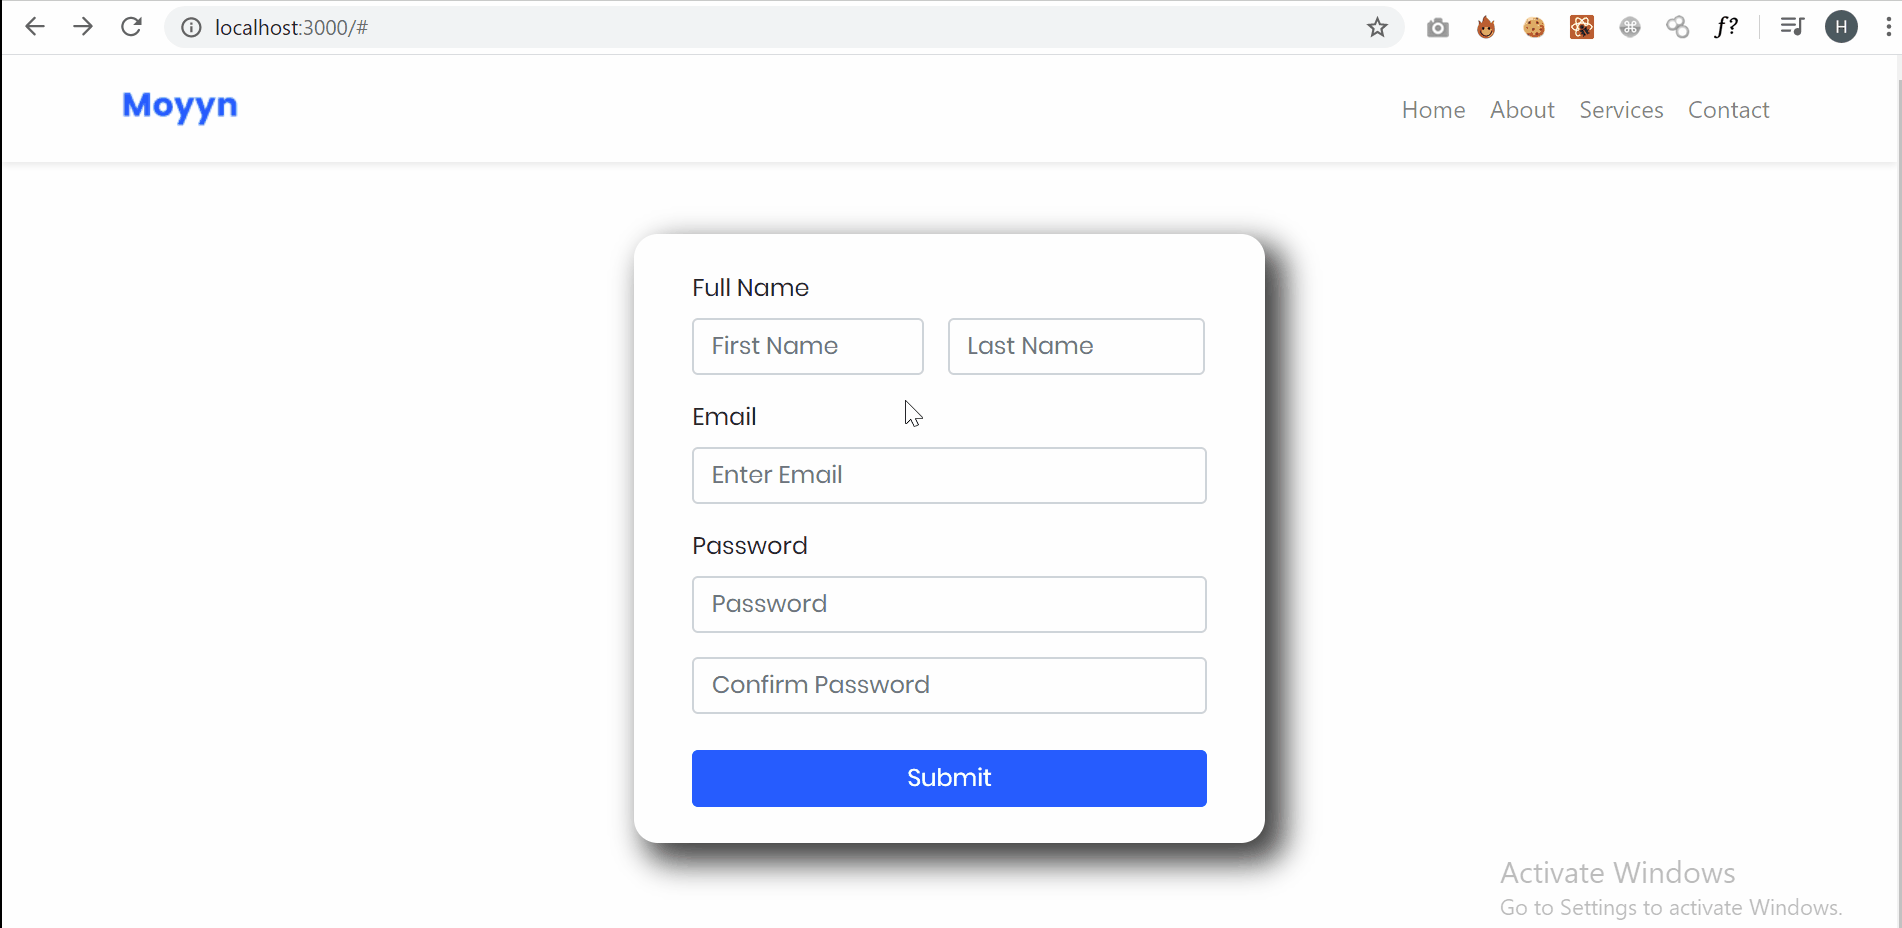 localhost:3000/#
f?
H
Moyyn
Home About Services Contact
Full Name
First Name Last Name
Email
Enter Email
Password
Password
Confirm Password
Submit
Activate Windows
Go to Settings to activate Windows.